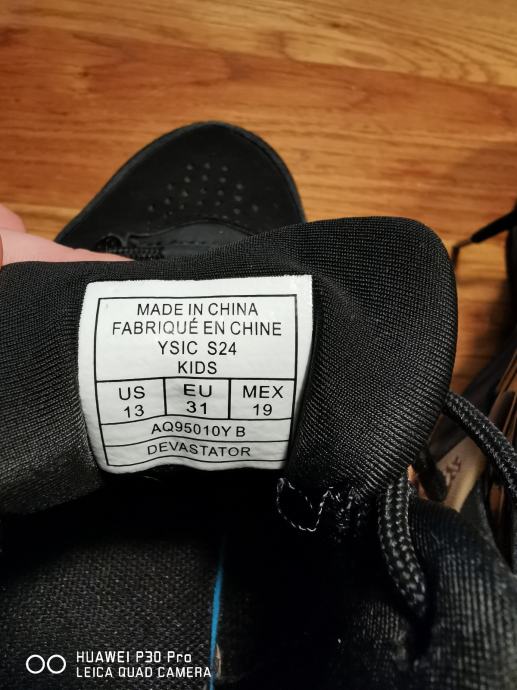 MADE IN CHINA
FABRIQUÉ EN CHINE
YSIC S24
KIDS
US EU MEX
13 31 19
AQ95010Y B
DEVASTATOR
HUAWEI P30 Pro
LEICA QUAD CAMERA